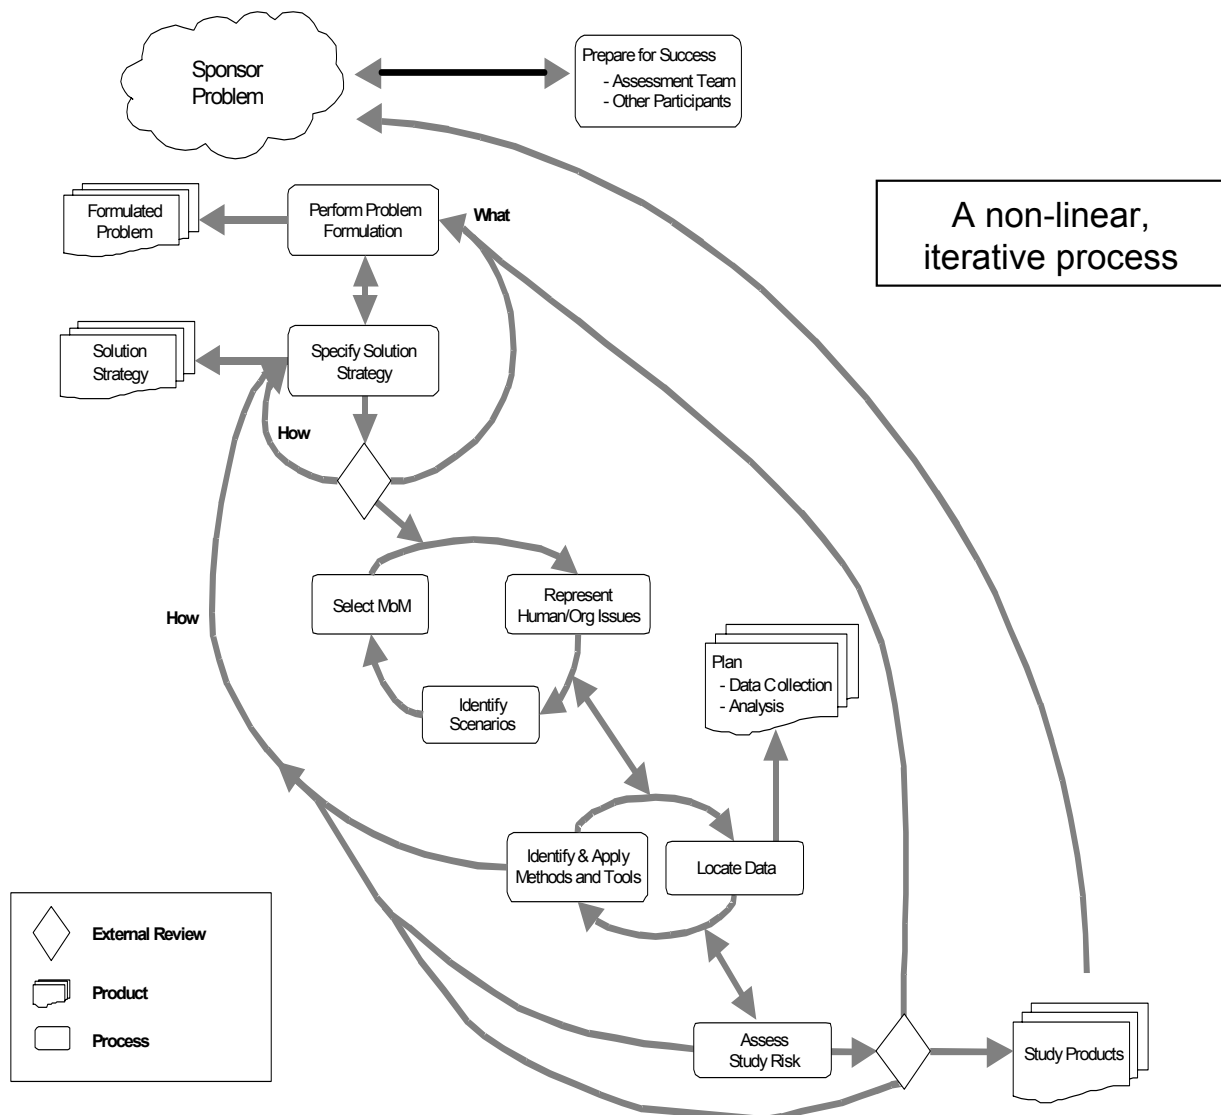 Sponsor
Problem
Prepare for Success
- Assessment Team
- Other Participants
A non-linear,
iterative process
Formulated
Problem
Perform Problem
Formulation
What
Solution
Strategy
Specify Solution
Strategy
How
How
Select MoM
Represent
Human/Org Issues
Identify
Scenarios
Plan
- Data Collection
- Analysis
Identify & Apply
Methods and Tools
Locate Data
External Review
Product
Process
Assess
Study Risk
Study Products